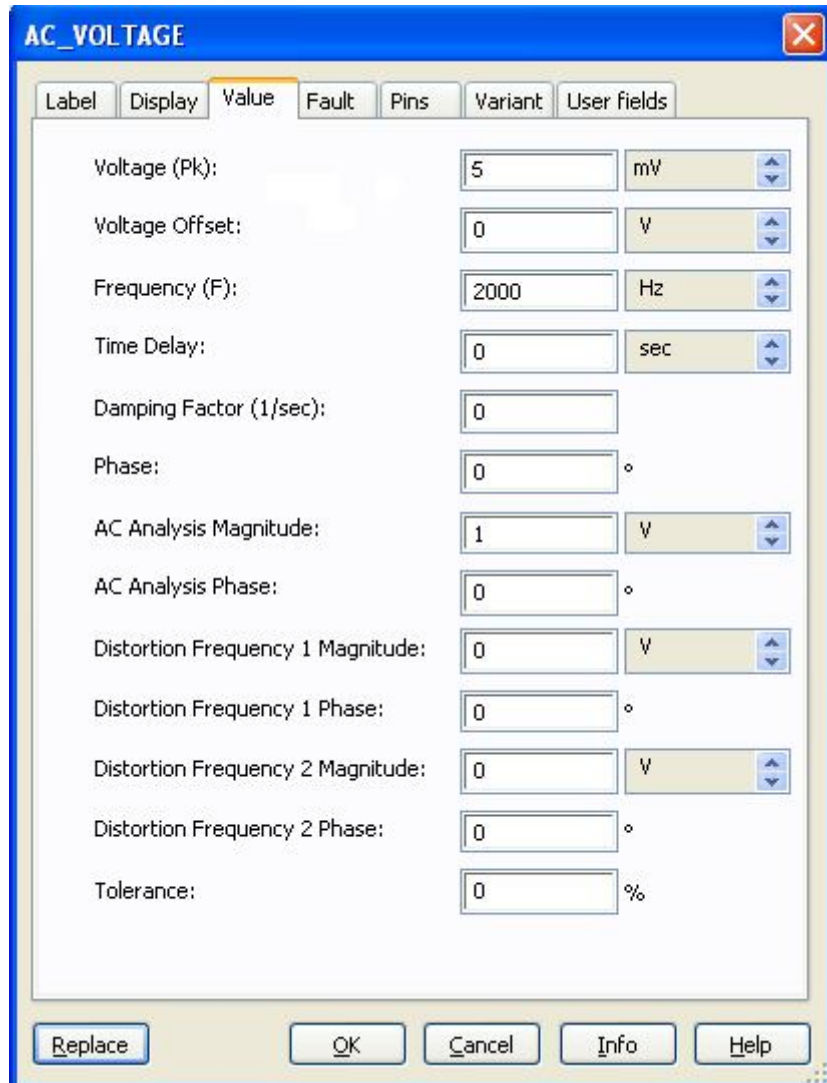 AC_VOLTAGE
Label Display Value Fault Pins Variant User fields
Voltage (Pk): 5 mV
Voltage Offset: 0 V
Frequency (F): 2000 Hz
Time Delay: 0 sec
Damping Factor (1/sec): 0
Phase: 0 °
AC Analysis Magnitude: 1 V
AC Analysis Phase: 0 °
Distortion Frequency 1 Magnitude: 0 V
Distortion Frequency 1 Phase: 0 °
Distortion Frequency 2 Magnitude: 0 V
Distortion Frequency 2 Phase: 0 °
Tolerance: 0 %
Replace OK Cancel Info Help